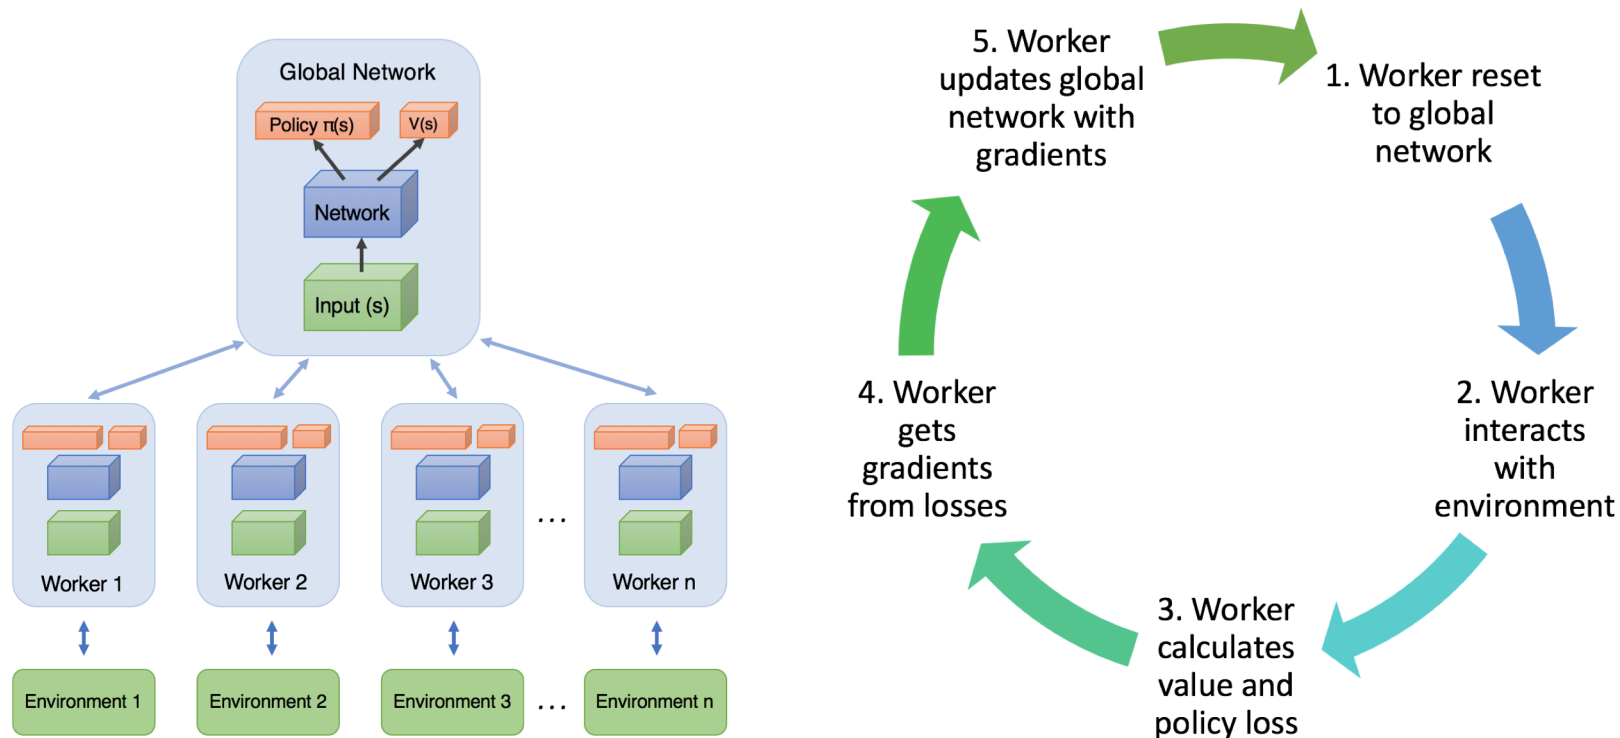 Global Network
Policy π(s)
V(s)
Network
Input (s)
Worker 1
Worker 2
Worker 3
...
Worker n
Environment 1
Environment 2
Environment 3
...
Environment n
1. Worker reset
to global
network
2. Worker
interacts
with
environment
3. Worker
calculates
value and
policy loss
4. Worker
gets
gradients
from losses
5. Worker
updates global
network with
gradients